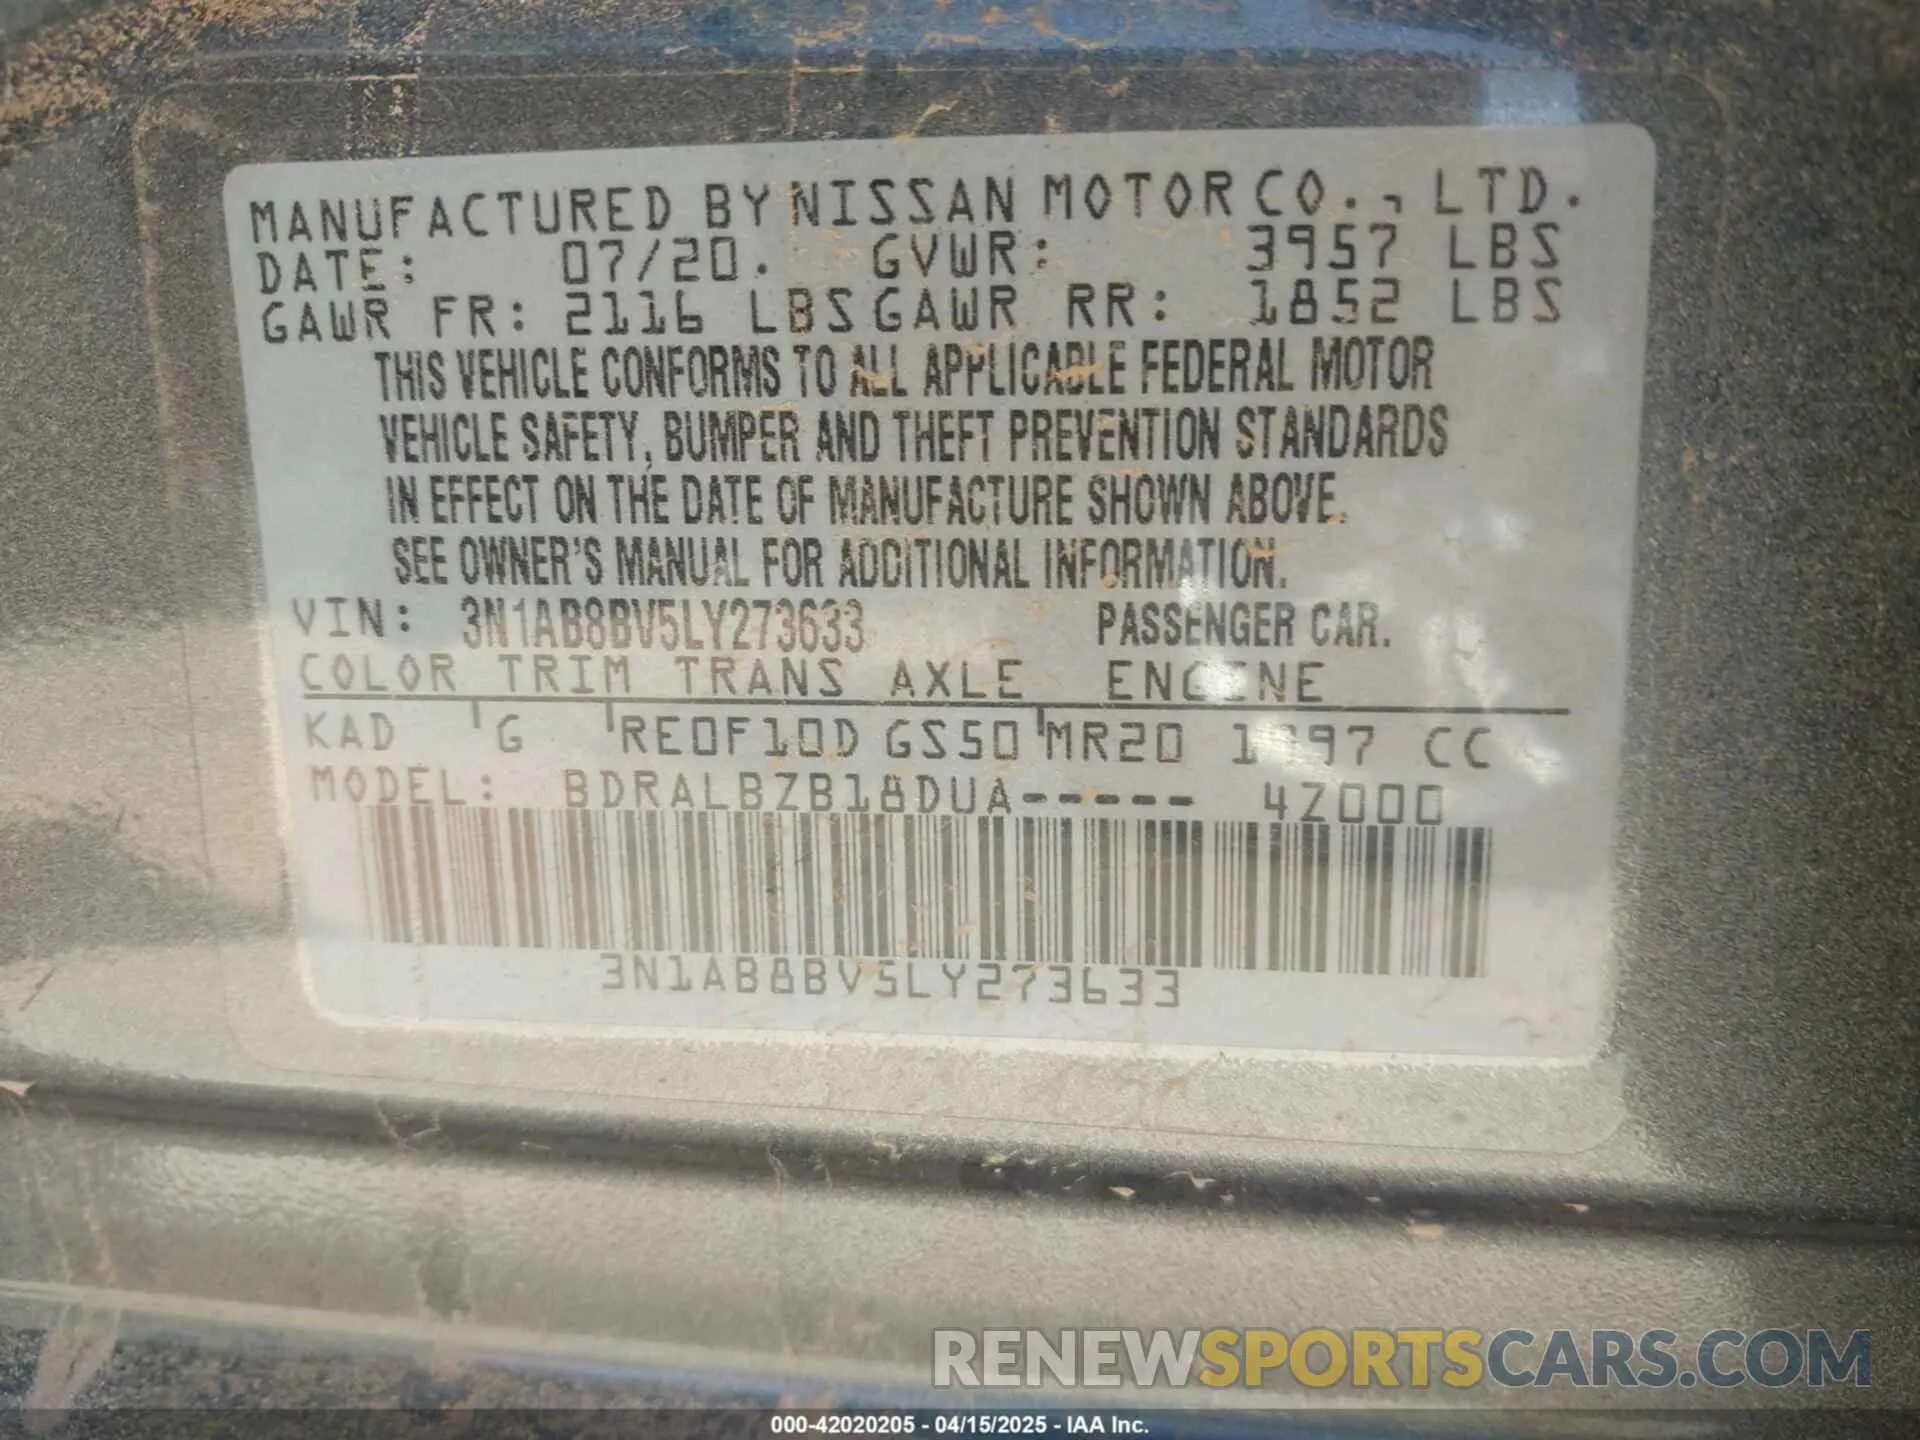 MANUFACTURED BY NISSAN MOTOR CO., LTD.
DATE: 07/20. GVWR: 3957 LBS
GAWR FR: 2116 LBS GAWR RR: 1852 LBS
THIS VEHICLE CONFORMS TO ALL APPLICABLE FEDERAL MOTOR
VEHICLE SAFETY, BUMPER AND THEFT PREVENTION STANDARDS
IN EFFECT ON THE DATE OF MANUFACTURE SHOWN ABOVE.
SEE OWNER'S MANUAL FOR ADDITIONAL INFORMATION.
VIN: 3N1AB8BV5LY273633 PASSENGER CAR.
COLOR TRIM TRANS AXLE ENGINE
KAD G RE0F10D GS50 MR20 1997 CC
MODEL: BDRALBZB18DUA----- 4Z000
3N1AB8BV5LY273633
RENEWSPORTSCARS.COM
000-42020205 - 04/15/2025 - IAA Inc.